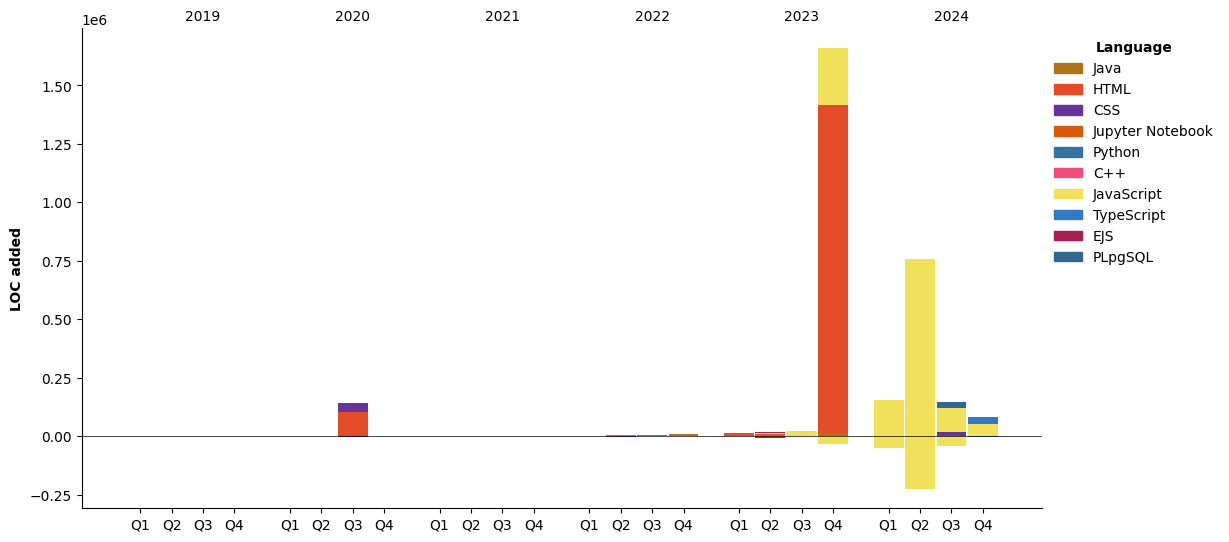 1e6
2019 2020 2021 2022 2023 2024
Language
Java
HTML
CSS
Jupyter Notebook
Python
C++
JavaScript
TypeScript
EJS
PLpgSQL
LOC added
1.50
1.25
1.00
0.75
0.50
0.25
0.00
−0.25
Q1 Q2 Q3 Q4 Q1 Q2 Q3 Q4 Q1 Q2 Q3 Q4 Q1 Q2 Q3 Q4 Q1 Q2 Q3 Q4 Q1 Q2 Q3 Q4